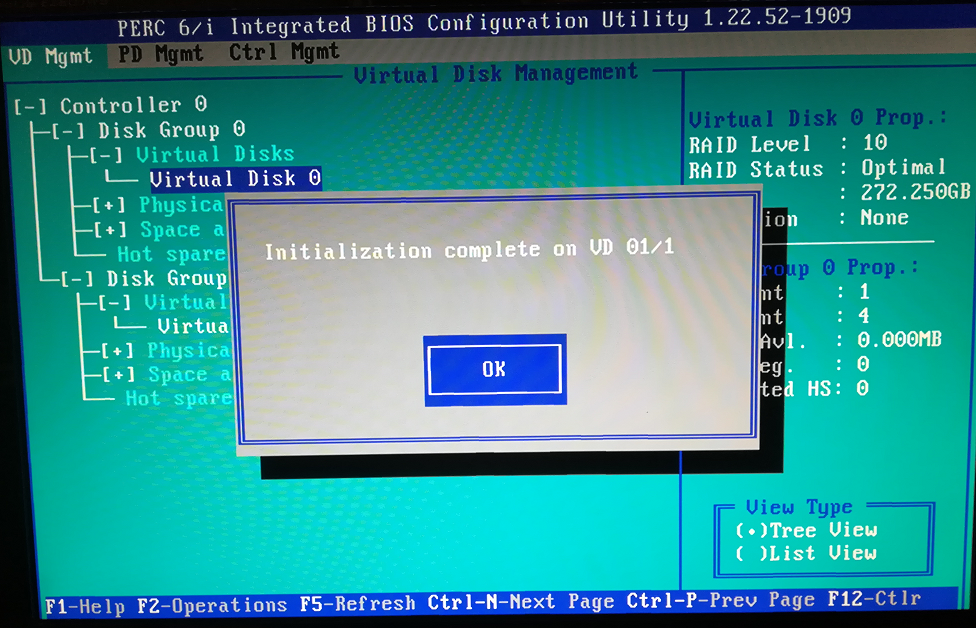 PERC 6/i Integrated BIOS Configuration Utility 1.22.52-1909
VD Mgmt PD Mgmt Ctrl Mgmt
Virtual Disk Management
[-] Controller 0
[-] Disk Group 0
[-] Virtual Disks
Virtual Disk 0
[+] Physica
[+] Space a
Hot spare
[-] Disk Group
[-] Virtual
Virtua
[+] Physica
[+] Space a
Hot spare
Initialization complete on VD 01/1
OK
Virtual Disk 0 Prop.:
RAID Level : 10
RAID Status : Optimal
: 272.250GB
ion : None
roup 0 Prop.:
nt : 1
nt : 4
Avl. : 0.000MB
eg. : 0
ted HS: 0
View Type
(•)Tree View
( )List View
F1-Help F2-Operations F5-Refresh Ctrl-N-Next Page Ctrl-P-Prev Page F12-Ctlr